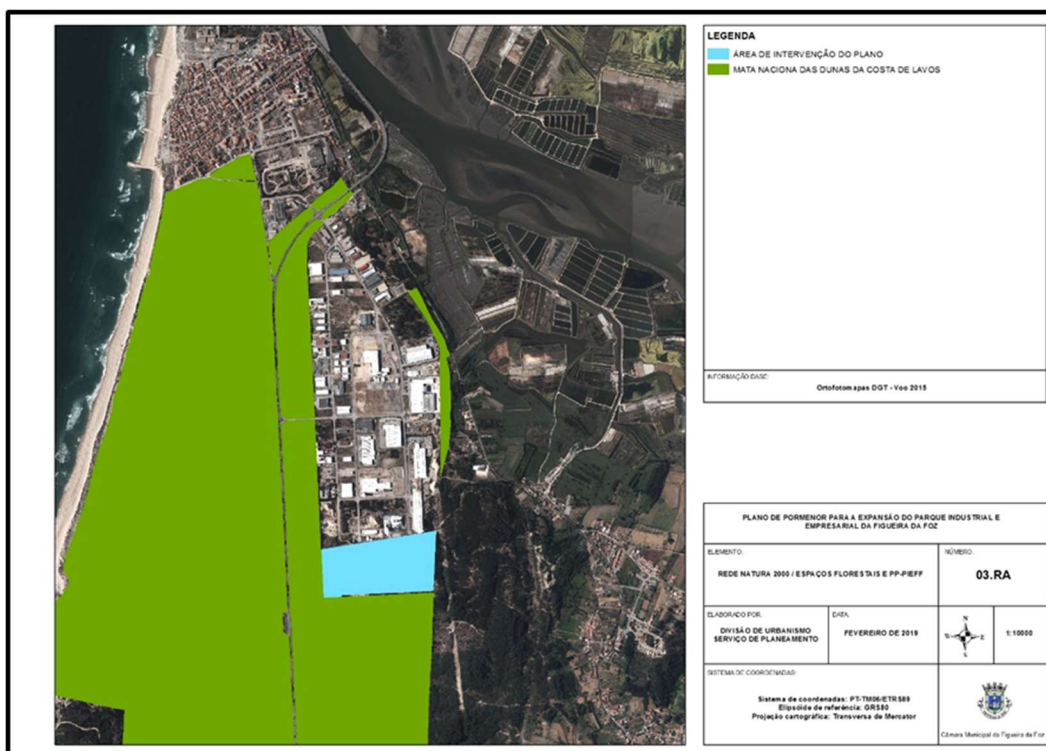 LEGENDA
ÁREA DE INTERVENÇÃO DO PLANO
MATA NACIONA DAS DUNAS DA COSTA DE LAVOS
INFORMAÇÃO BASE:
Ortofotomapas DGT - Voo 2015
PLANO DE PORMENOR PARA A EXPANSÃO DO PARQUE INDUSTRIAL E
EMPRESARIAL DA FIGUEIRA DA FOZ
ELEMENTO:
REDE NATURA 2000 / ESPAÇOS FLORESTAIS E PP-PIEFF
NÚMERO:
03.RA
ELABORADO POR:
DIVISÃO DE URBANISMO
SERVIÇO DE PLANEAMENTO
DATA:
FEVEREIRO DE 2019
N
W E
S
1:10000
SISTEMA DE COORDENADAS:
Sistema de coordenadas: PT-TM06/ETRS89
Elipsóide de referência: GRS80
Projeção cartográfica: Transversa de Mercator
Câmara Municipal da Figueira da Foz